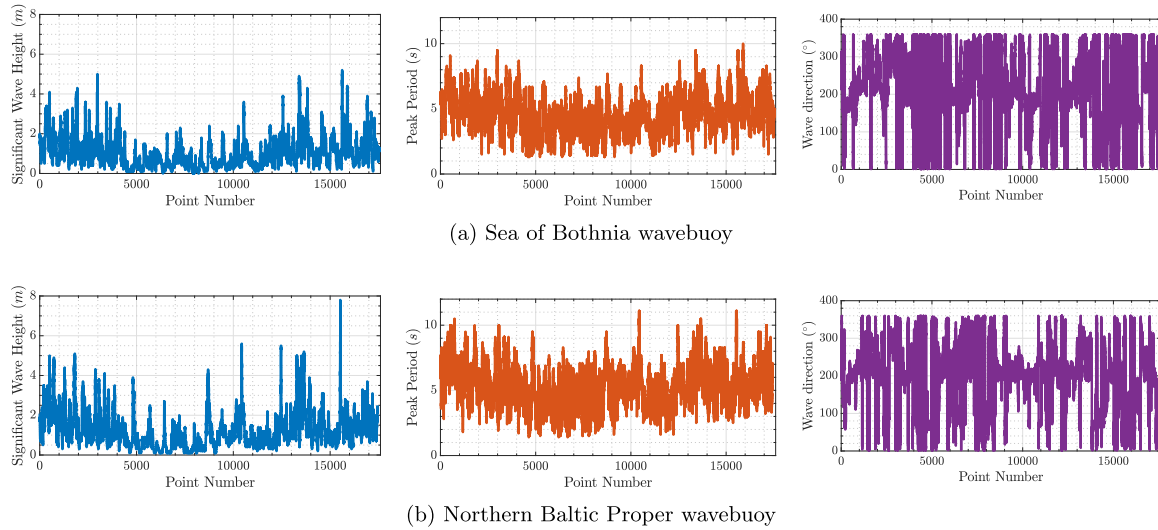 Significant Wave Height (m)
8
6
4
2
0
0 5000 10000 15000
Point Number
Peak Period (s)
10
5
0
0 5000 10000 15000
Point Number
Wave direction (°)
400
300
200
100
0
0 5000 10000 15000
Point Number
(a) Sea of Bothnia wavebuoy
Significant Wave Height (m)
8
6
4
2
0
0 5000 10000 15000
Point Number
Peak Period (s)
10
5
0
0 5000 10000 15000
Point Number
Wave direction (°)
400
300
200
100
0
0 5000 10000 15000
Point Number
(b) Northern Baltic Proper wavebuoy